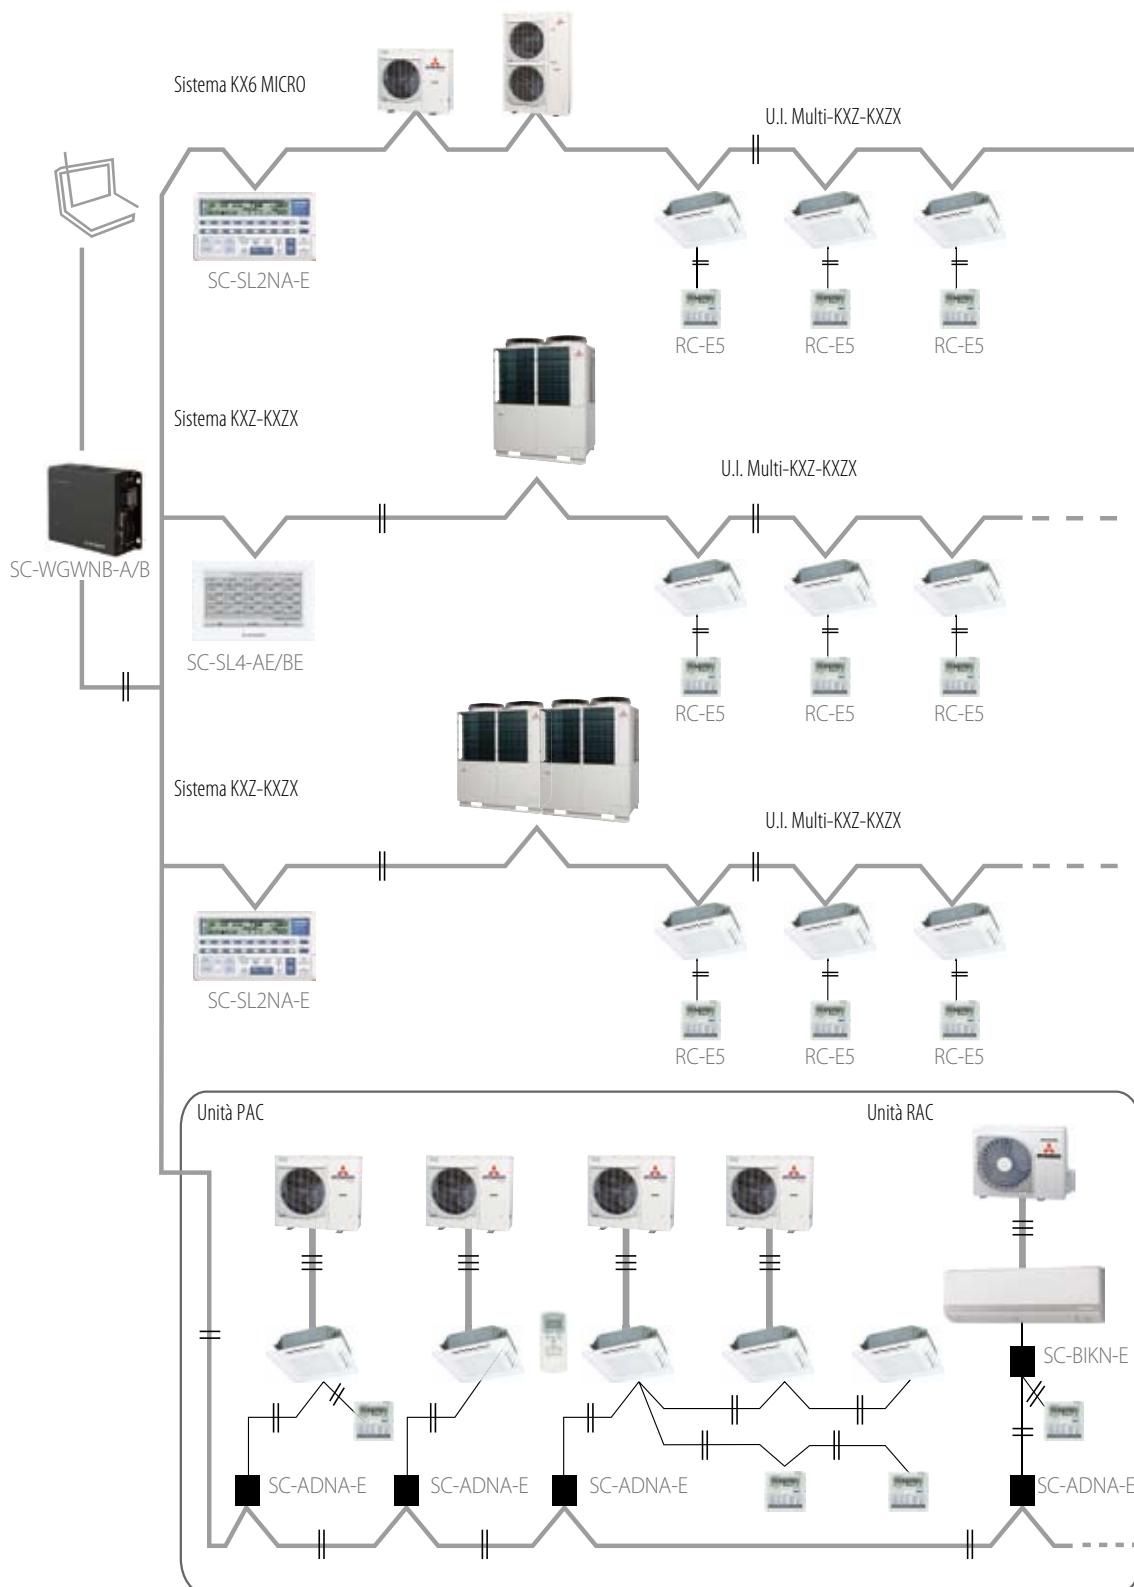 Sistema KX6 MICRO
U.I. Multi-KXZ-KXZX
SC-SL2NA-E
RC-E5
RC-E5
RC-E5
Sistema KXZ-KXZX
U.I. Multi-KXZ-KXZX
SC-WGWNB-A/B
SC-SL4-AE/BE
RC-E5
RC-E5
RC-E5
Sistema KXZ-KXZX
U.I. Multi-KXZ-KXZX
SC-SL2NA-E
RC-E5
RC-E5
RC-E5
Unità PAC
Unità RAC
SC-BIKN-E
SC-ADNA-E
SC-ADNA-E
SC-ADNA-E
SC-ADNA-E